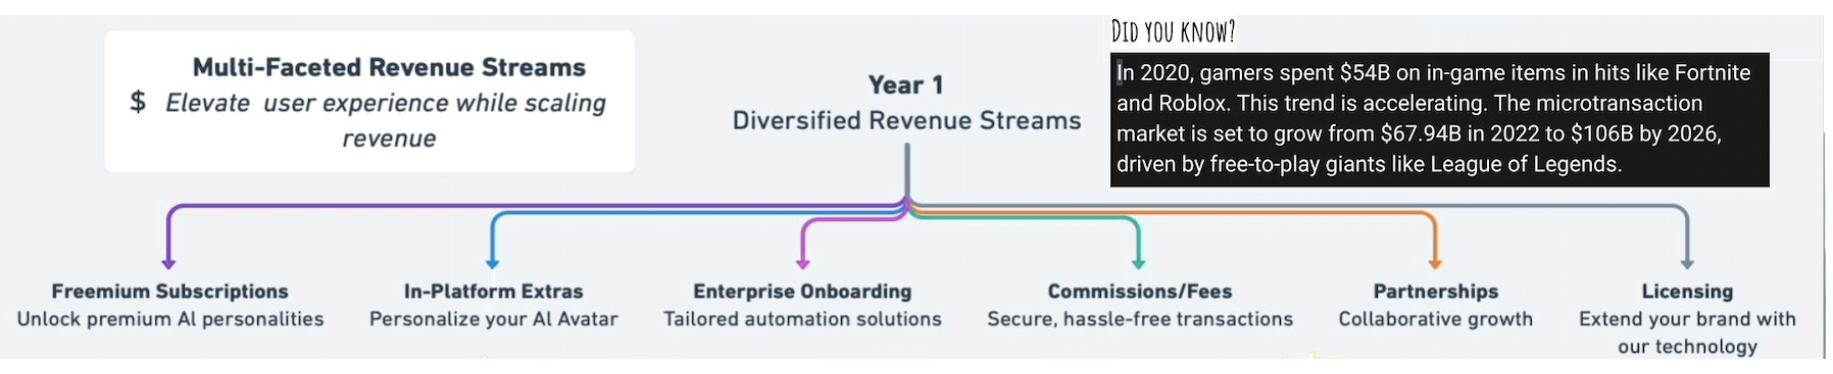 Multi-Faceted Revenue Streams
$ Elevate user experience while scaling
revenue
Year 1
Diversified Revenue Streams
DID YOU KNOW?
In 2020, gamers spent $54B on in-game items in hits like Fortnite
and Roblox. This trend is accelerating. The microtransaction
market is set to grow from $67.94B in 2022 to $106B by 2026,
driven by free-to-play giants like League of Legends.
Freemium Subscriptions
Unlock premium AI personalities
In-Platform Extras
Personalize your AI Avatar
Enterprise Onboarding
Tailored automation solutions
Commissions/Fees
Secure, hassle-free transactions
Partnerships
Collaborative growth
Licensing
Extend your brand with
our technology